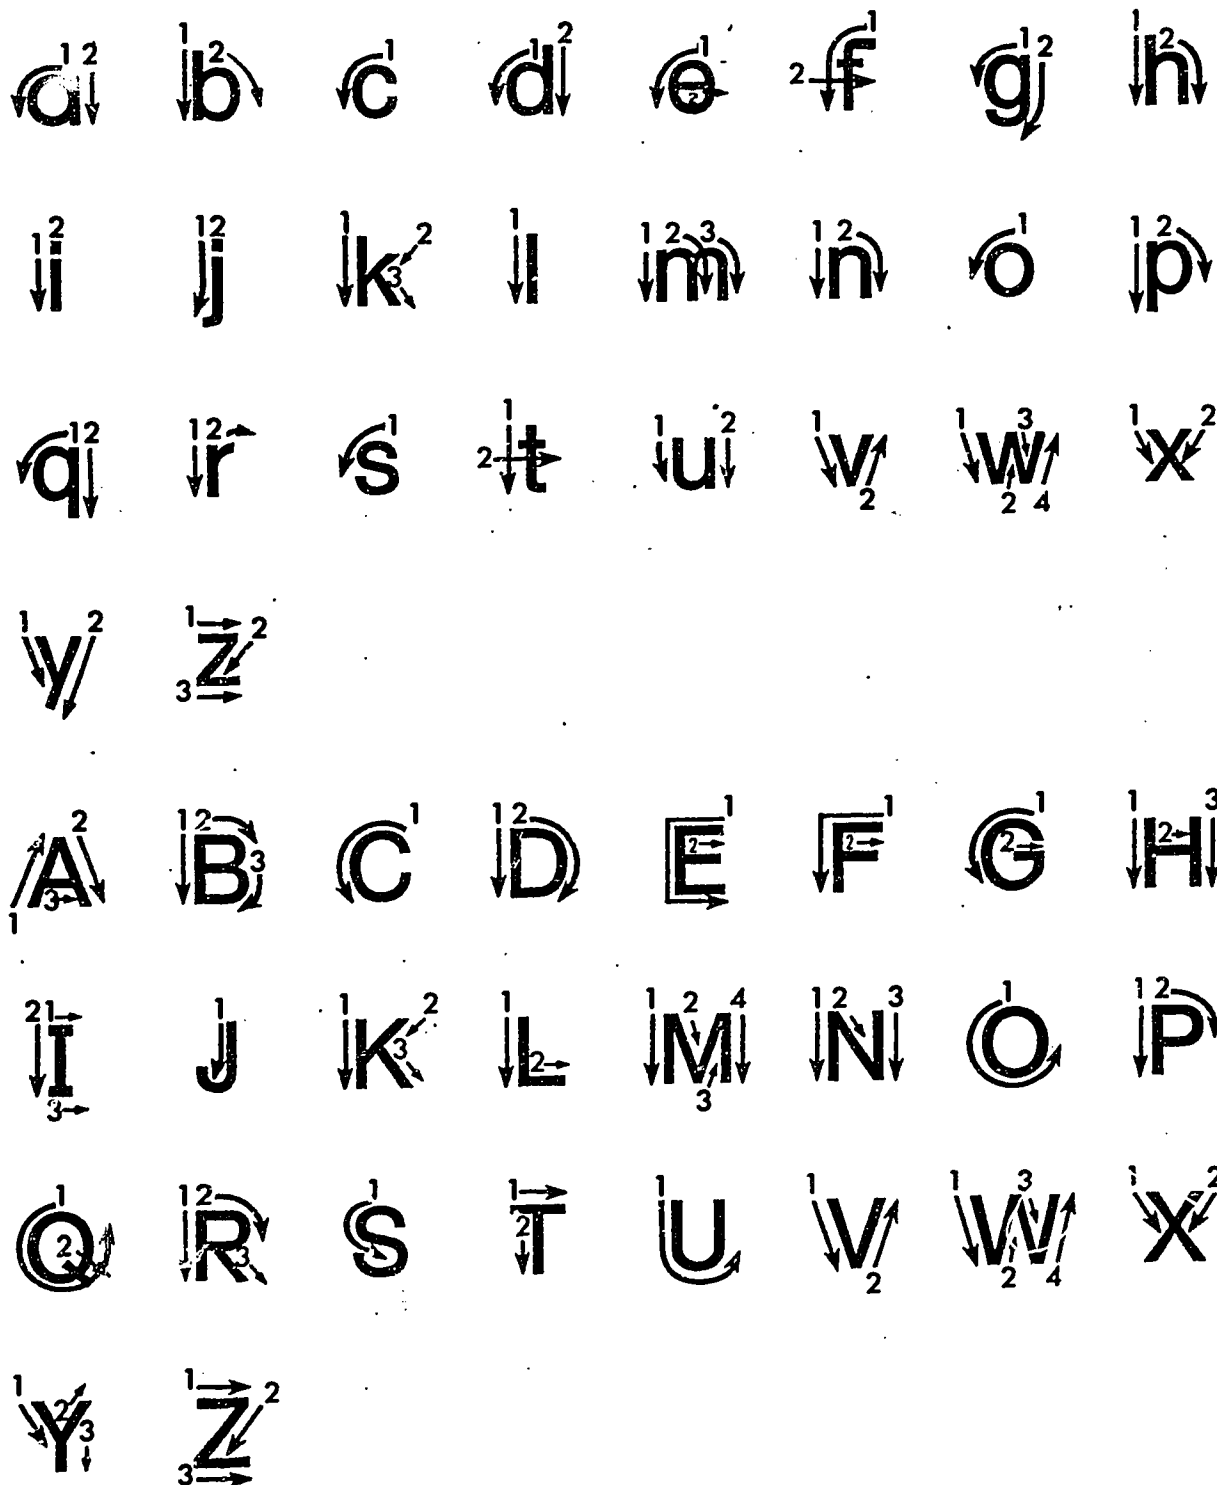 a b c d e f g h
i j k l m n o p
q r s t u v w x
y z
A B C D E F G H
I J K L M N O P
Q R S T U V W X
Y Z